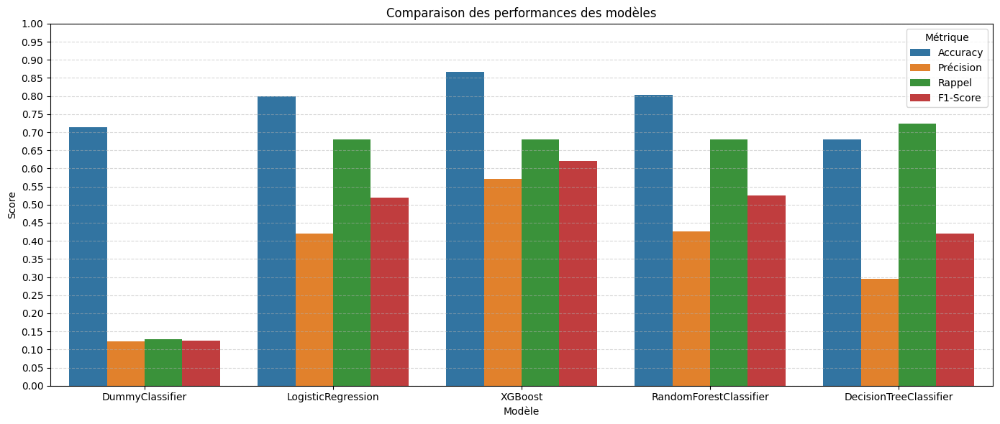 Comparaison des performances des modèles
1.00
0.95
0.90
0.85
0.80
0.75
0.70
0.65
0.60
0.55
0.50
0.45
0.40
0.35
0.30
0.25
0.20
0.15
0.10
0.05
0.00
Score
Métrique
Accuracy
Précision
Rappel
F1-Score
DummyClassifier
LogisticRegression
XGBoost
RandomForestClassifier
DecisionTreeClassifier
Modèle